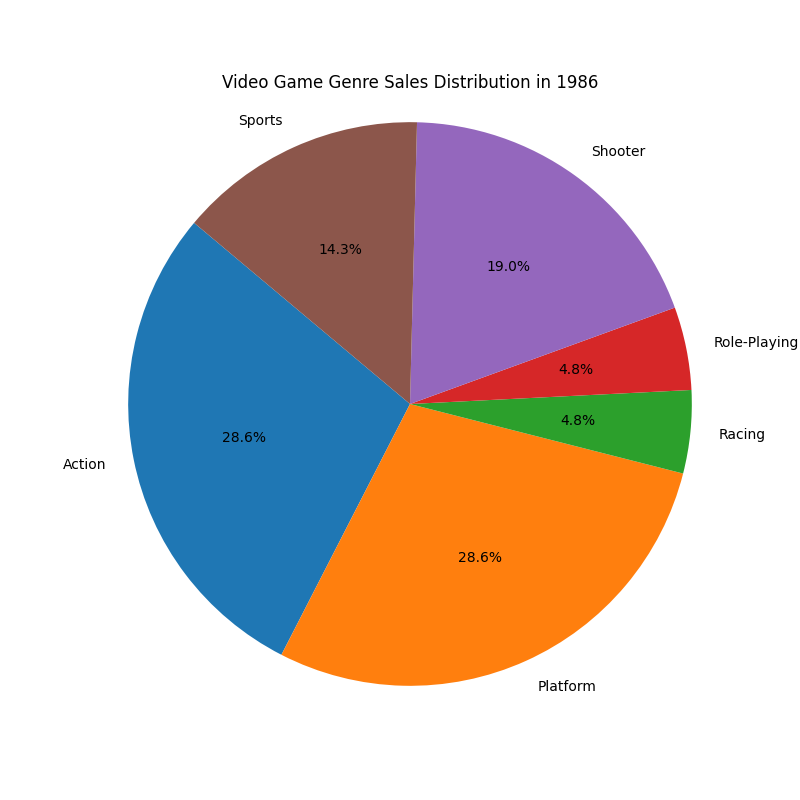 Video Game Genre Sales Distribution in 1986
Sports
Shooter
14.3%
19.0%
Role-Playing
4.8%
4.8%
Racing
28.6%
Action
28.6%
Platform